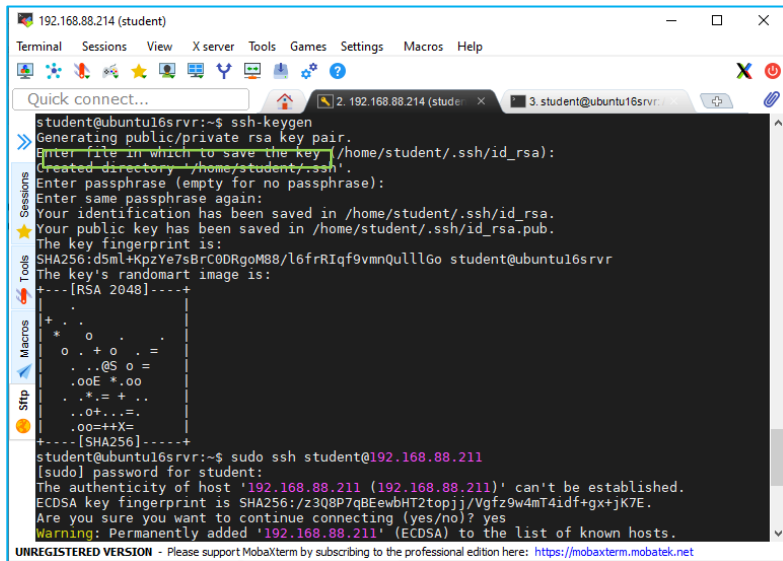 192.168.88.214 (student)
Terminal Sessions View X server Tools Games Settings Macros Help
Quick connect...
2. 192.168.88.214 (studen
3. student@ubuntu16srvr:
student@ubuntu16srvr:~$ ssh-keygen
Generating public/private rsa key pair.
Enter file in which to save the key (/home/student/.ssh/id_rsa):
Created directory '/home/student/.ssh'.
Enter passphrase (empty for no passphrase):
Enter same passphrase again:
Your identification has been saved in /home/student/.ssh/id_rsa.
Your public key has been saved in /home/student/.ssh/id_rsa.pub.
The key fingerprint is:
SHA256:d5ml+KpzYe7sBrC0DRgoM88/l6frRIqf9vmnQulllGo student@ubuntu16srvr
The key's randomart image is:
+---[RSA 2048]----+
|    .            |
|+ . .            |
| *   o   .    .  |
|  o . + o  . =   |
|   . ..@S o =    |
|   .ooE *.oo     |
|  . .*.= + ..    |
|   ..o+...=.     |
|   .oo=++X=      |
+----[SHA256]-----+
student@ubuntu16srvr:~$ sudo ssh student@192.168.88.211
[sudo] password for student:
The authenticity of host '192.168.88.211 (192.168.88.211)' can't be established.
ECDSA key fingerprint is SHA256:/z3Q8P7qBEewbHT2topjj/Vgfz9w4mT4idf+gx+jK7E.
Are you sure you want to continue connecting (yes/no)? yes
Warning: Permanently added '192.168.88.211' (ECDSA) to the list of known hosts.
Sessions
Tools
Macros
Sftp
UNREGISTERED VERSION - Please support MobaXterm by subscribing to the professional edition here: https://mobaxterm.mobatek.net